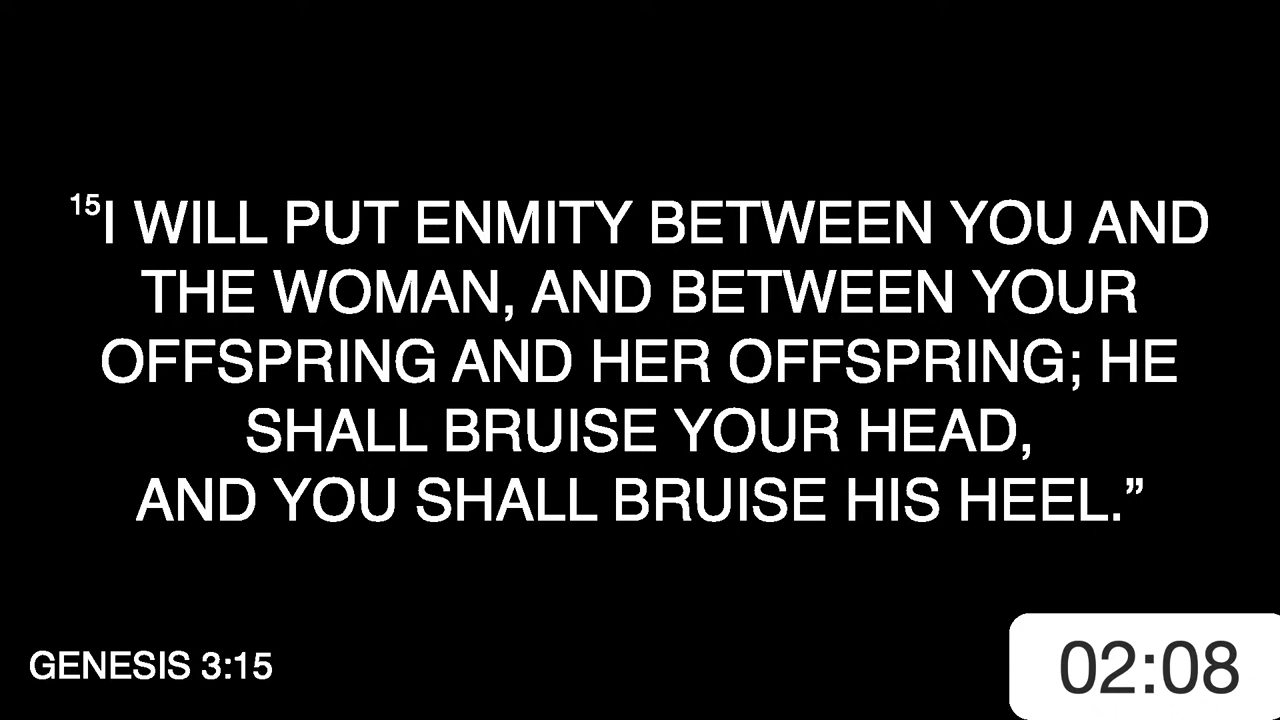 15I WILL PUT ENMITY BETWEEN YOU AND
THE WOMAN, AND BETWEEN YOUR
OFFSPRING AND HER OFFSPRING; HE
SHALL BRUISE YOUR HEAD,
AND YOU SHALL BRUISE HIS HEEL.”
GENESIS 3:15
02:08